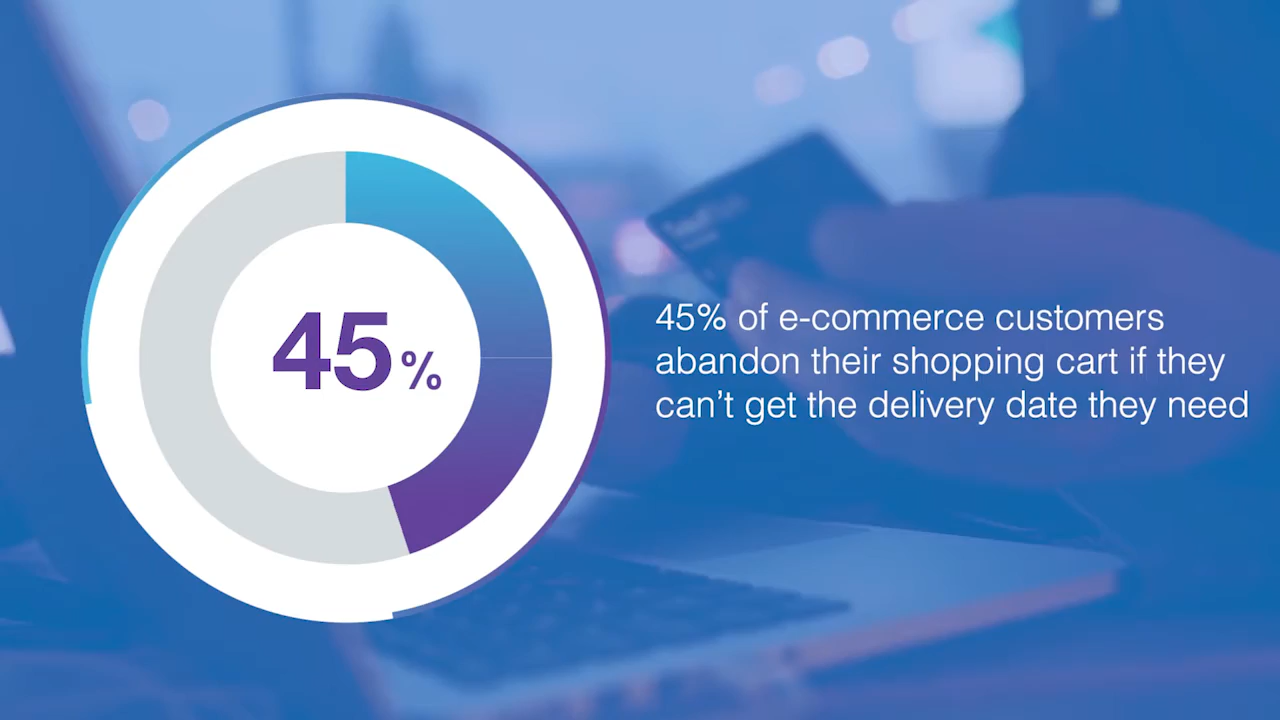 45%
45% of e-commerce customers
abandon their shopping cart if they
can’t get the delivery date they need